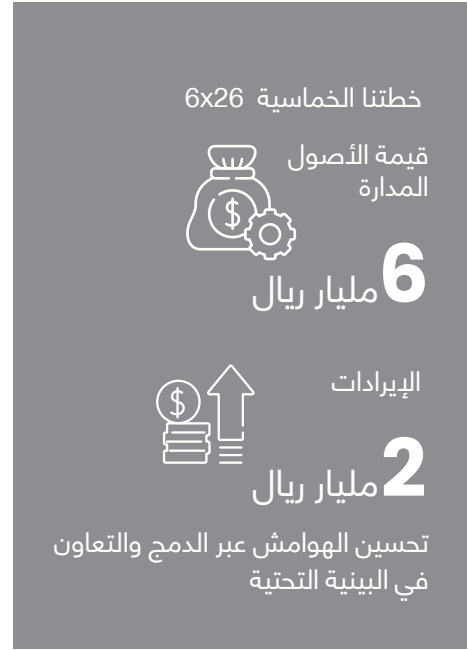 خطتنا الخماسية 6x26
قيمة الأصول
المدارة
$
6 مليار ريال
الإيرادات
$
2 مليار ريال
تحسين الهوامش عبر الدمج والتعاون
في البينية التحتية